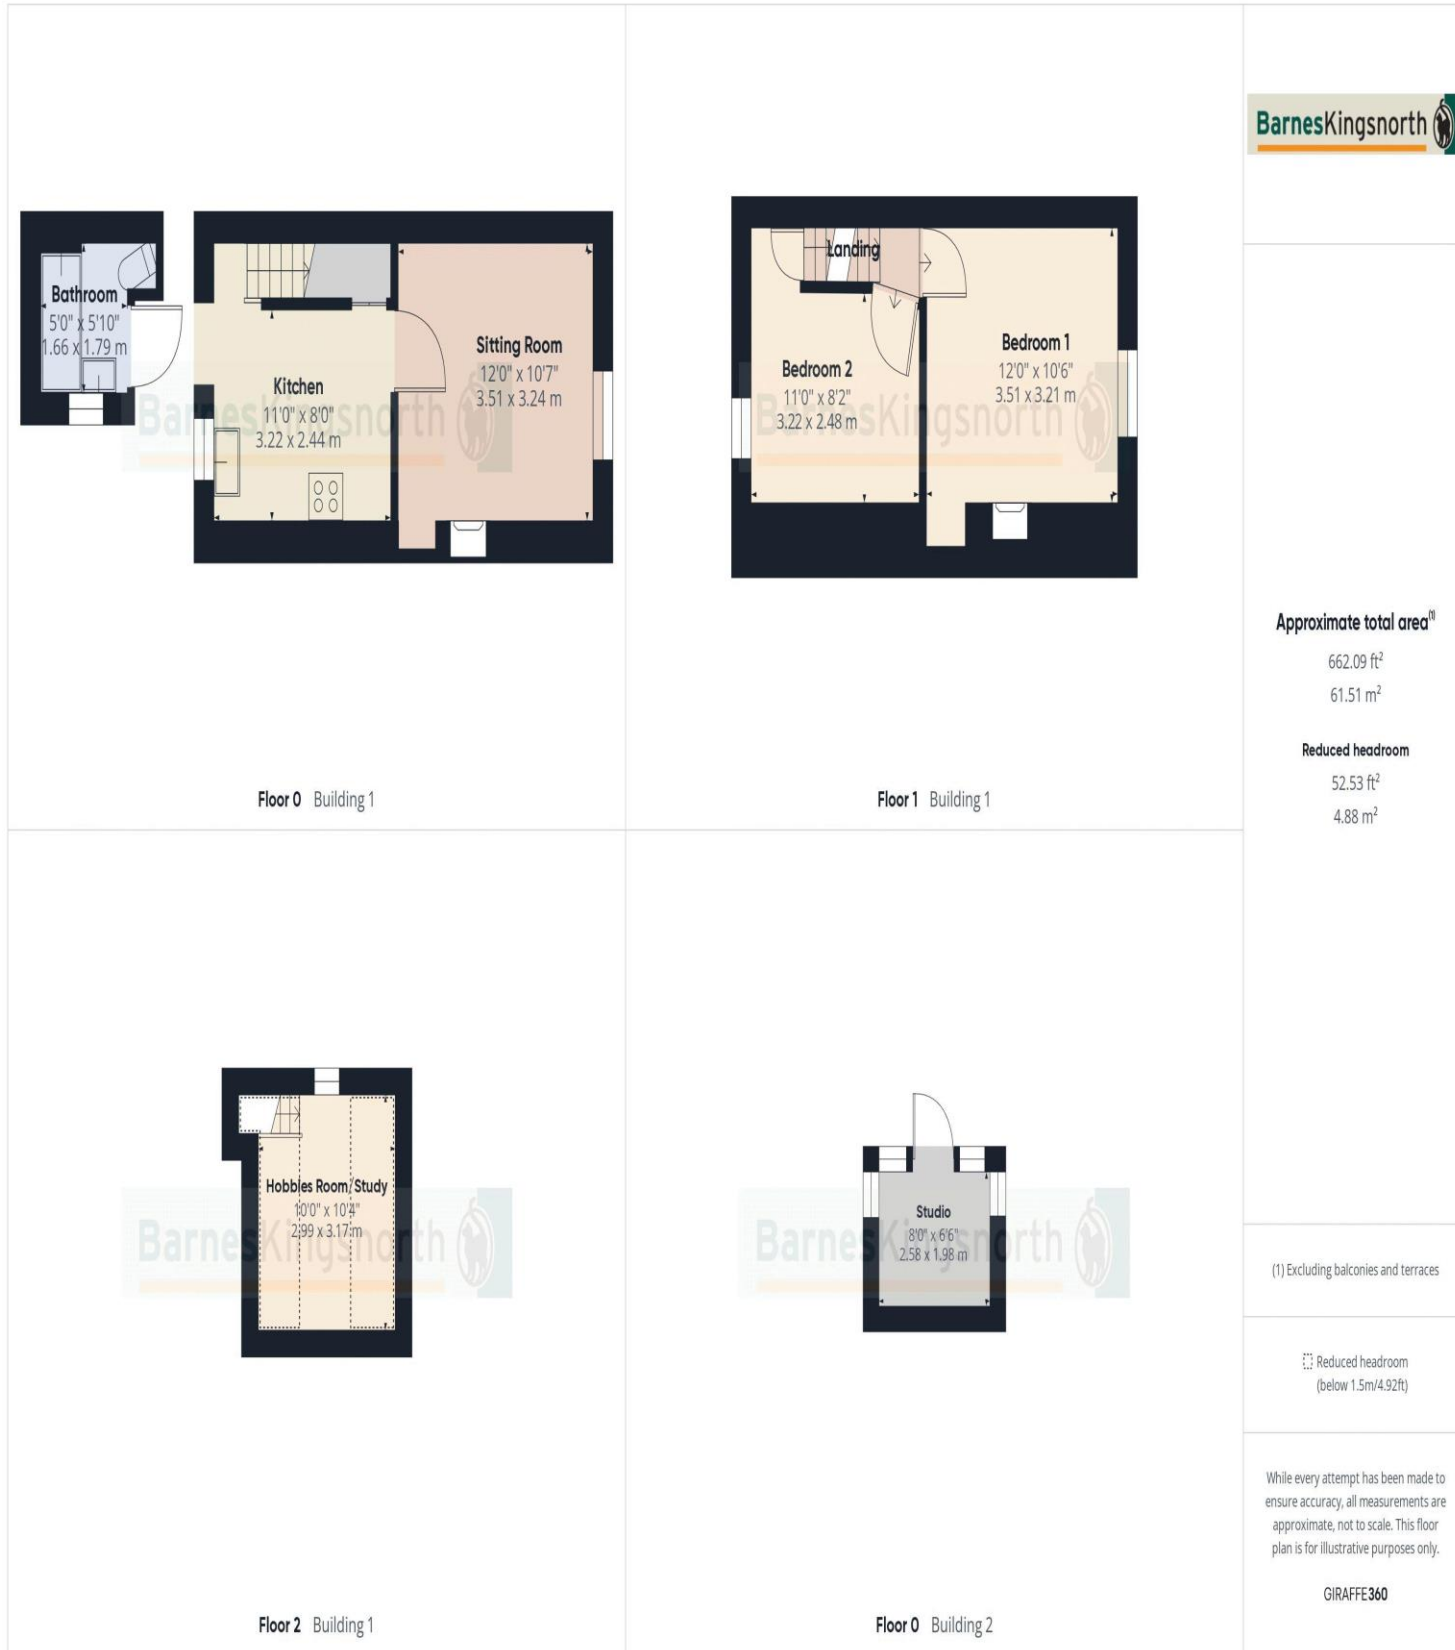 BarnesKingsnorth
Bathroom
5'0" x 5'10"
1.66 x 1.79 m
Kitchen
11'0" x 8'0"
3.22 x 2.44 m
Sitting Room
12'0" x 10'7"
3.51 x 3.24 m
BarnesKingsnorth
Floor 0 Building 1
Landing
Bedroom 2
11'0" x 8'2"
3.22 x 2.48 m
Bedroom 1
12'0" x 10'6"
3.51 x 3.21 m
BarnesKingsnorth
Floor 1 Building 1
Approximate total area(1)
662.09 ft²
61.51 m²
Reduced headroom
52.53 ft²
4.88 m²
Hobbies Room/Study
10'0" x 10'4"
2.99 x 3.17 m
BarnesKingsnorth
Floor 2 Building 1
Studio
8'0" x 6'6"
2.58 x 1.98 m
BarnesKingsnorth
Floor 0 Building 2
(1) Excluding balconies and terraces
Reduced headroom
(below 1.5m/4.92ft)
While every attempt has been made to
ensure accuracy, all measurements are
approximate, not to scale. This floor
plan is for illustrative purposes only.
GIRAFFE360